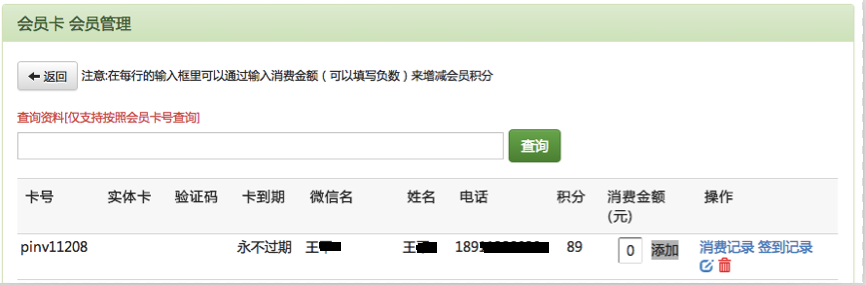 会员卡 会员管理
返回 注意:在每行的输入框里可以通过输入消费金额（可以填写负数）来增减会员积分
查询资料[仅支持按照会员卡号查询]
查询
卡号 实体卡 验证码 卡到期 微信名 姓名 电话 积分 消费金额(元) 操作
pinv11208 永不过期 王 王 189 89 0 添加 消费记录 签到记录